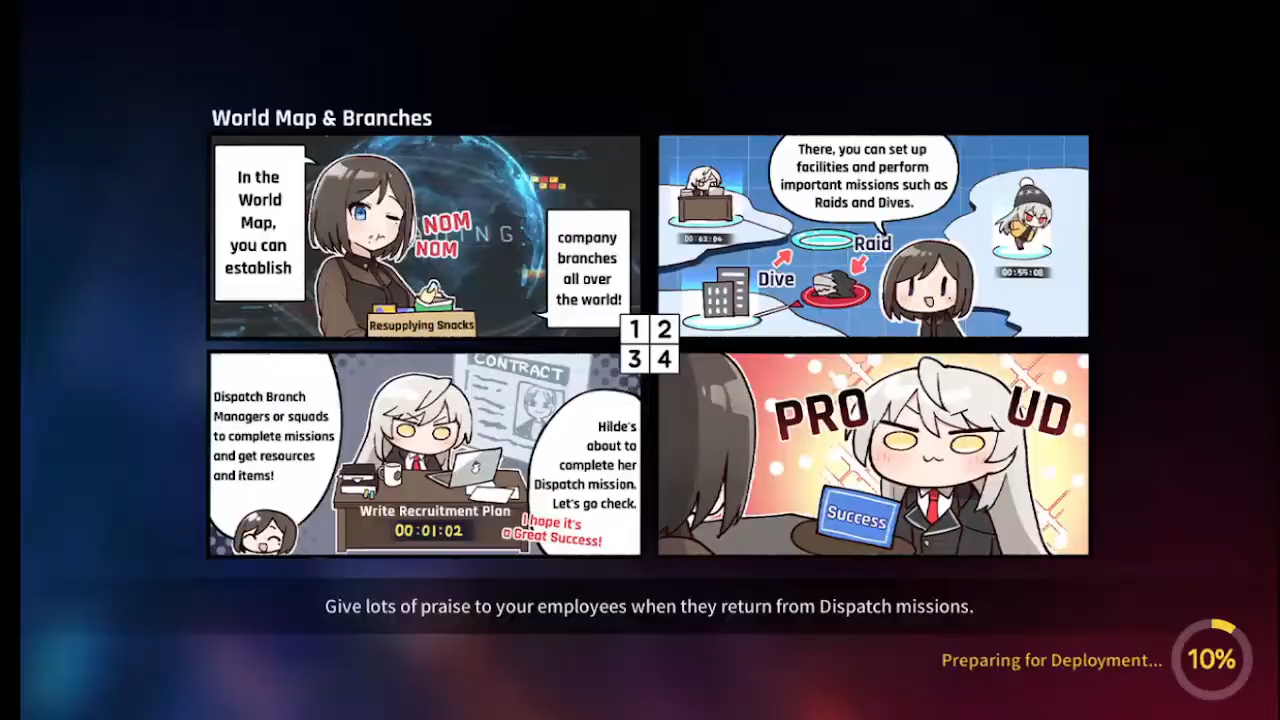 World Map & Branches
In the
World
Map,
you can
establish
NOM
NOM
DING
company
branches
all over
the world!
Resupplying Snacks
There, you can set up
facilities and perform
important missions such as
Raids and Dives.
00:03:04
Raid
Dive
00:55:08
1 2
3 4
Dispatch Branch
Managers or squads
to complete missions
and get resources
and items!
CONTRACT
Hilde's
about to
complete her
Dispatch mission.
Let's go check.
Write Recruitment Plan
00:01:02
I hope it's
a Great Success!
PROUD
Success
Give lots of praise to your employees when they return from Dispatch missions.
Preparing for Deployment...
10%